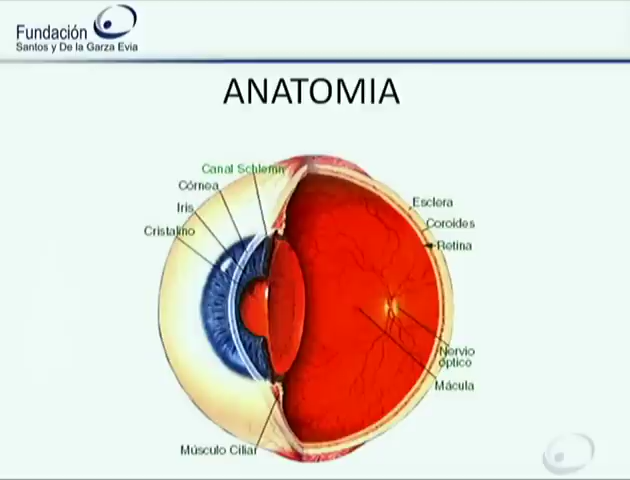 Fundación
Santos y De la Garza Evia
ANATOMIA
Canal Schlemn
Córnea
Iris
Cristalino
Esclera
Coroides
Retina
Nervio
óptico
Mácula
Músculo Ciliar